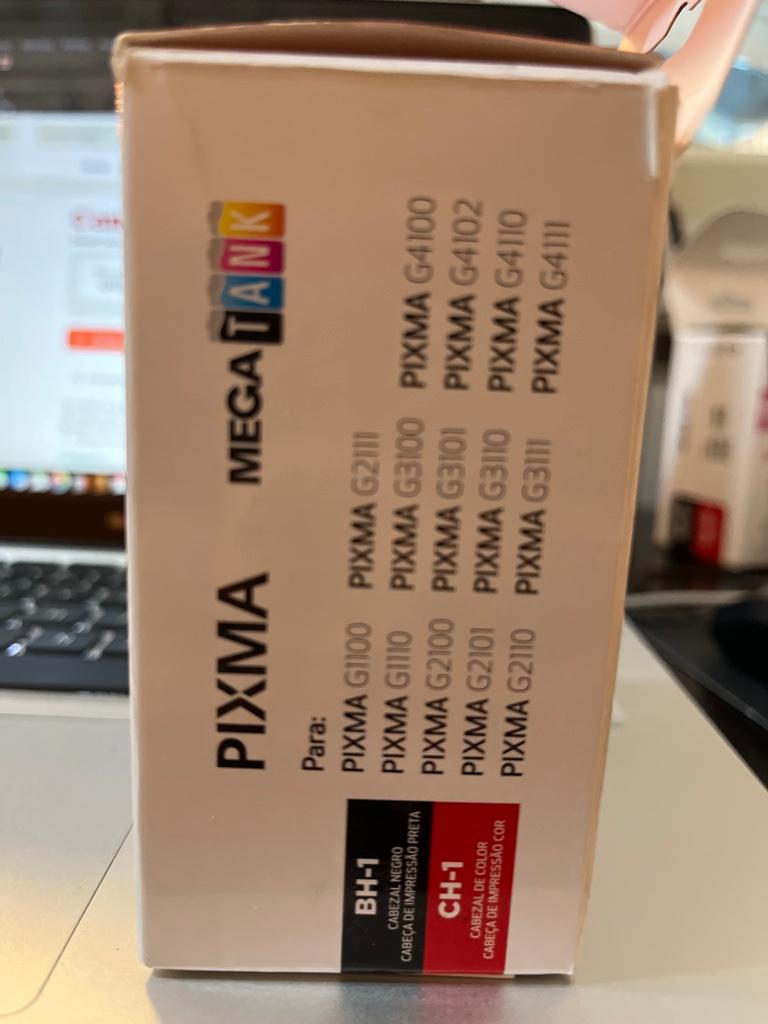 PIXMA MEGA TANK
Para:
PIXMA G1100
PIXMA G1110
PIXMA G2100
PIXMA G2101
PIXMA G2110
PIXMA G2111
PIXMA G3100
PIXMA G3101
PIXMA G3110
PIXMA G3111
PIXMA G4100
PIXMA G4102
PIXMA G4110
PIXMA G4111
BH-1
CABEZAL NEGRO
CABEÇA DE IMPRESSÃO PRETA
CH-1
CABEZAL DE COLOR
CABEÇA DE IMPRESSÃO COR